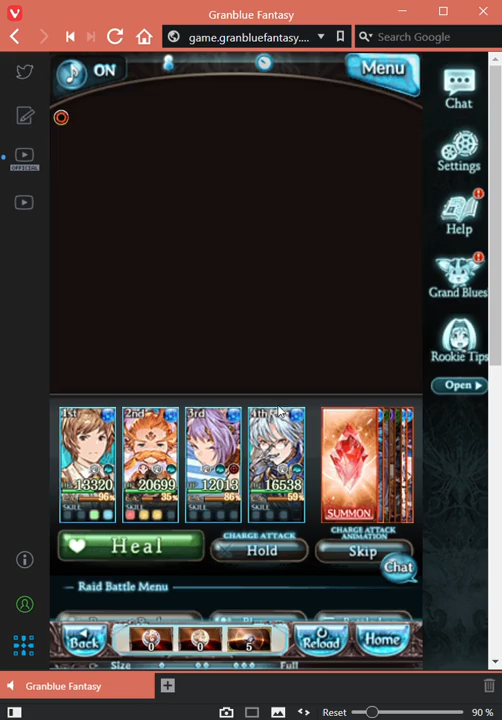 Granblue Fantasy
game.granbluefantasy....
Search Google
ON
Menu
Chat
Settings
Help
Grand Blues!
Rookie Tips
Open
OFFICIAL
1st
2nd
3rd
4th
13320
20699
12013
16538
96%
35%
86%
59%
SKILL
SKILL
SKILL
SKILL
SUMMON
Heal
CHARGE ATTACK
Hold
CHARGE ATTACK
ANIMATION
Skip
Chat
Raid Battle Menu
Back
0
0
5
Reload
Home
Size
Full
Granblue Fantasy
Reset
90 %